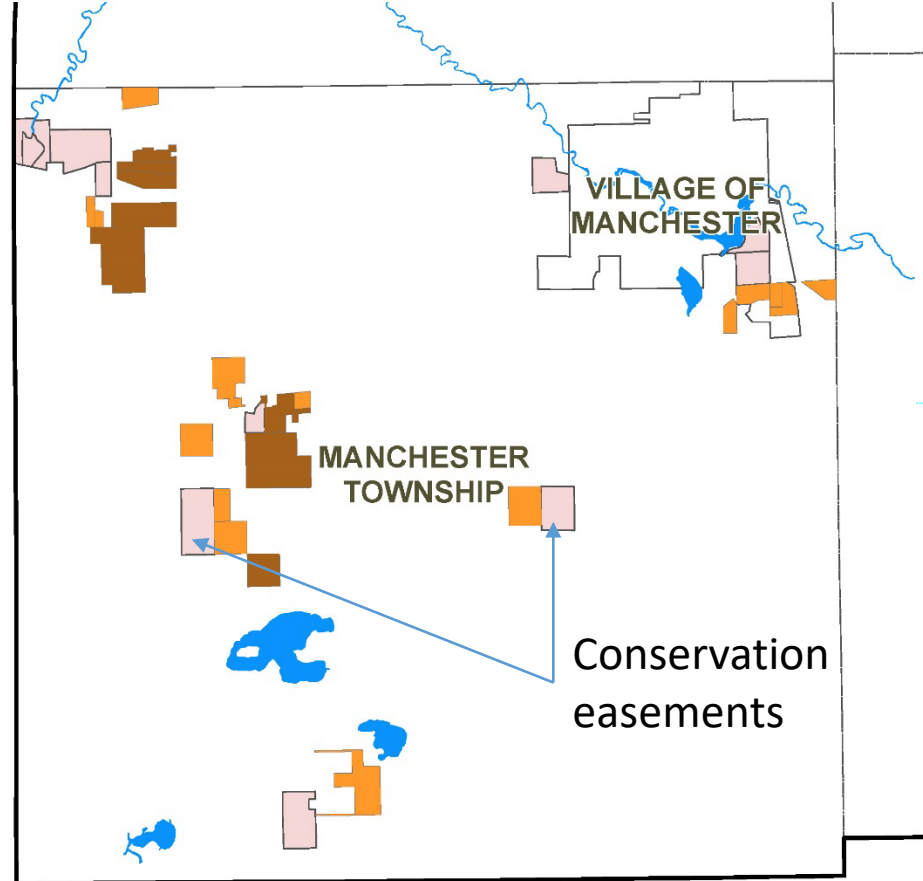 VILLAGE OF
MANCHESTER
MANCHESTER
TOWNSHIP
Conservation
easements